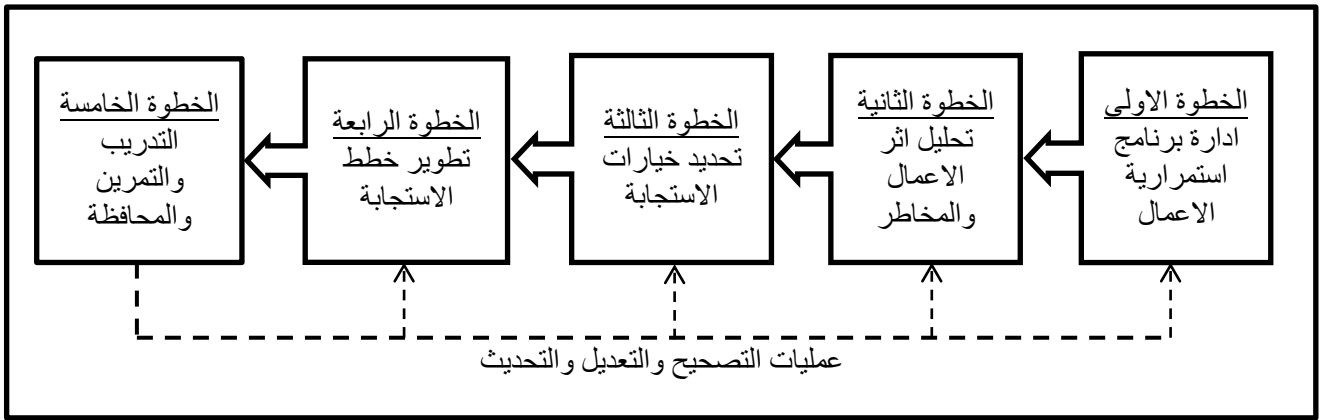 الخطوة الاولى
ادارة برنامج
استمرارية
الاعمال
الخطوة الثانية
تحليل اثر
الاعمال
والمخاطر
الخطوة الثالثة
تحديد خيارات
الاستجابة
الخطوة الرابعة
تطوير خطط
الاستجابة
الخطوة الخامسة
التدريب
والتمرين
والمحافظة
عمليات التصحيح والتعديل والتحديث